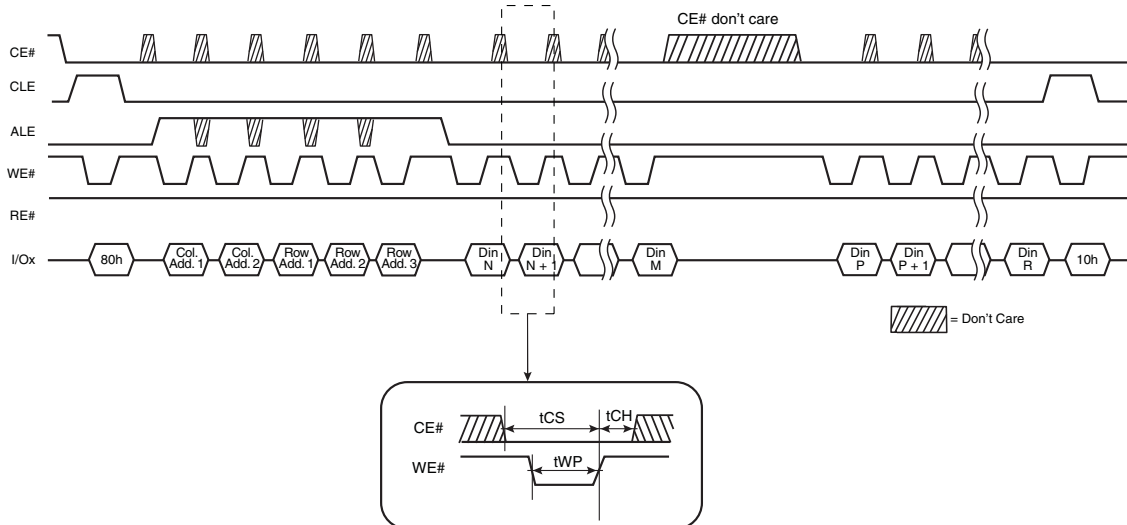 CE# don't care
CE#
CLE
ALE
WE#
RE#
I/Ox
80h
Col.
Add. 1
Col.
Add. 2
Row
Add. 1
Row
Add. 2
Row
Add. 3
Din
N
Din
N + 1
Din
M
Din
P
Din
P + 1
Din
R
10h
= Don't Care
CE#
tCS
tCH
WE#
tWP